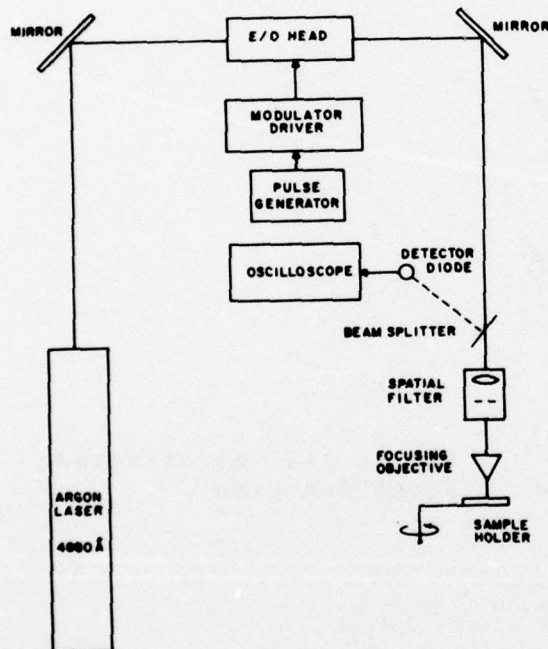 MIRROR
E/O HEAD
MIRROR
MODULATOR
DRIVER
PULSE
GENERATOR
OSCILLOSCOPE
DETECTOR
DIODE
BEAM SPLITTER
SPATIAL
FILTER
FOCUSING
OBJECTIVE
SAMPLE
HOLDER
ARGON
LASER
4880 Å